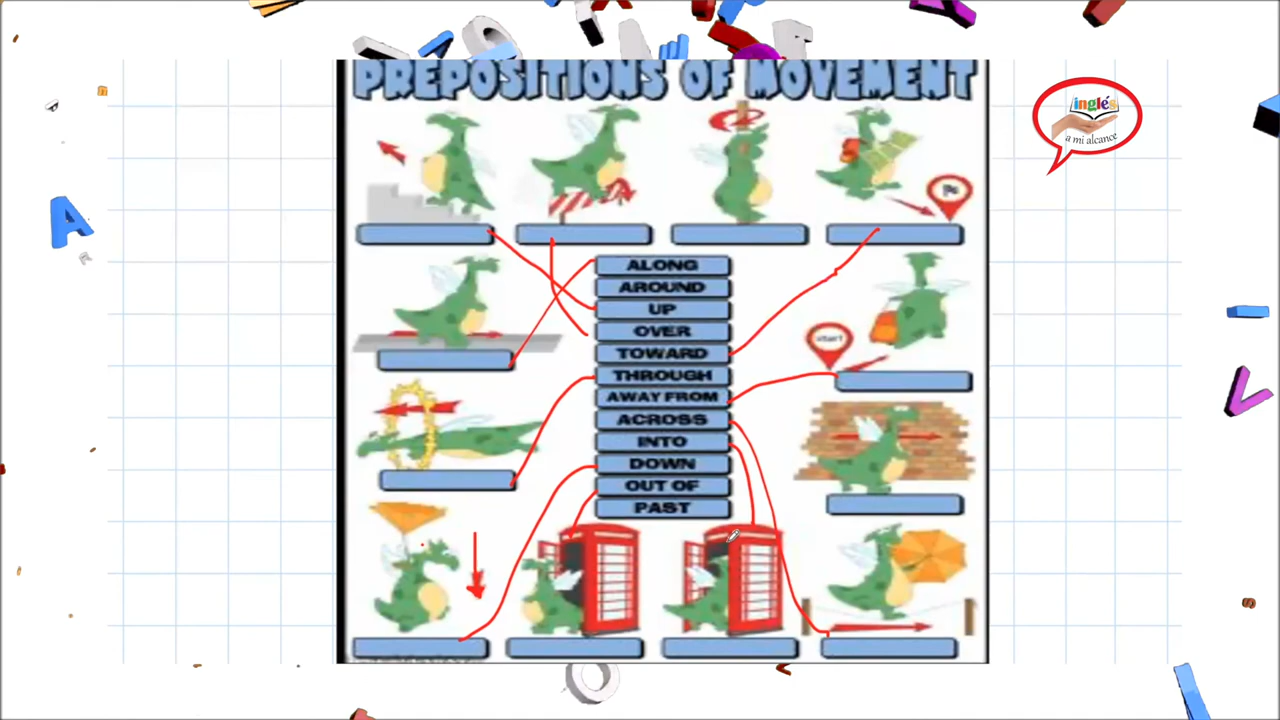 PREPOSITIONS OF MOVEMENT
inglés
a mi alcance
ALONG
AROUND
UP
OVER
TOWARD
THROUGH
AWAY FROM
ACROSS
INTO
DOWN
OUT OF
PAST
start